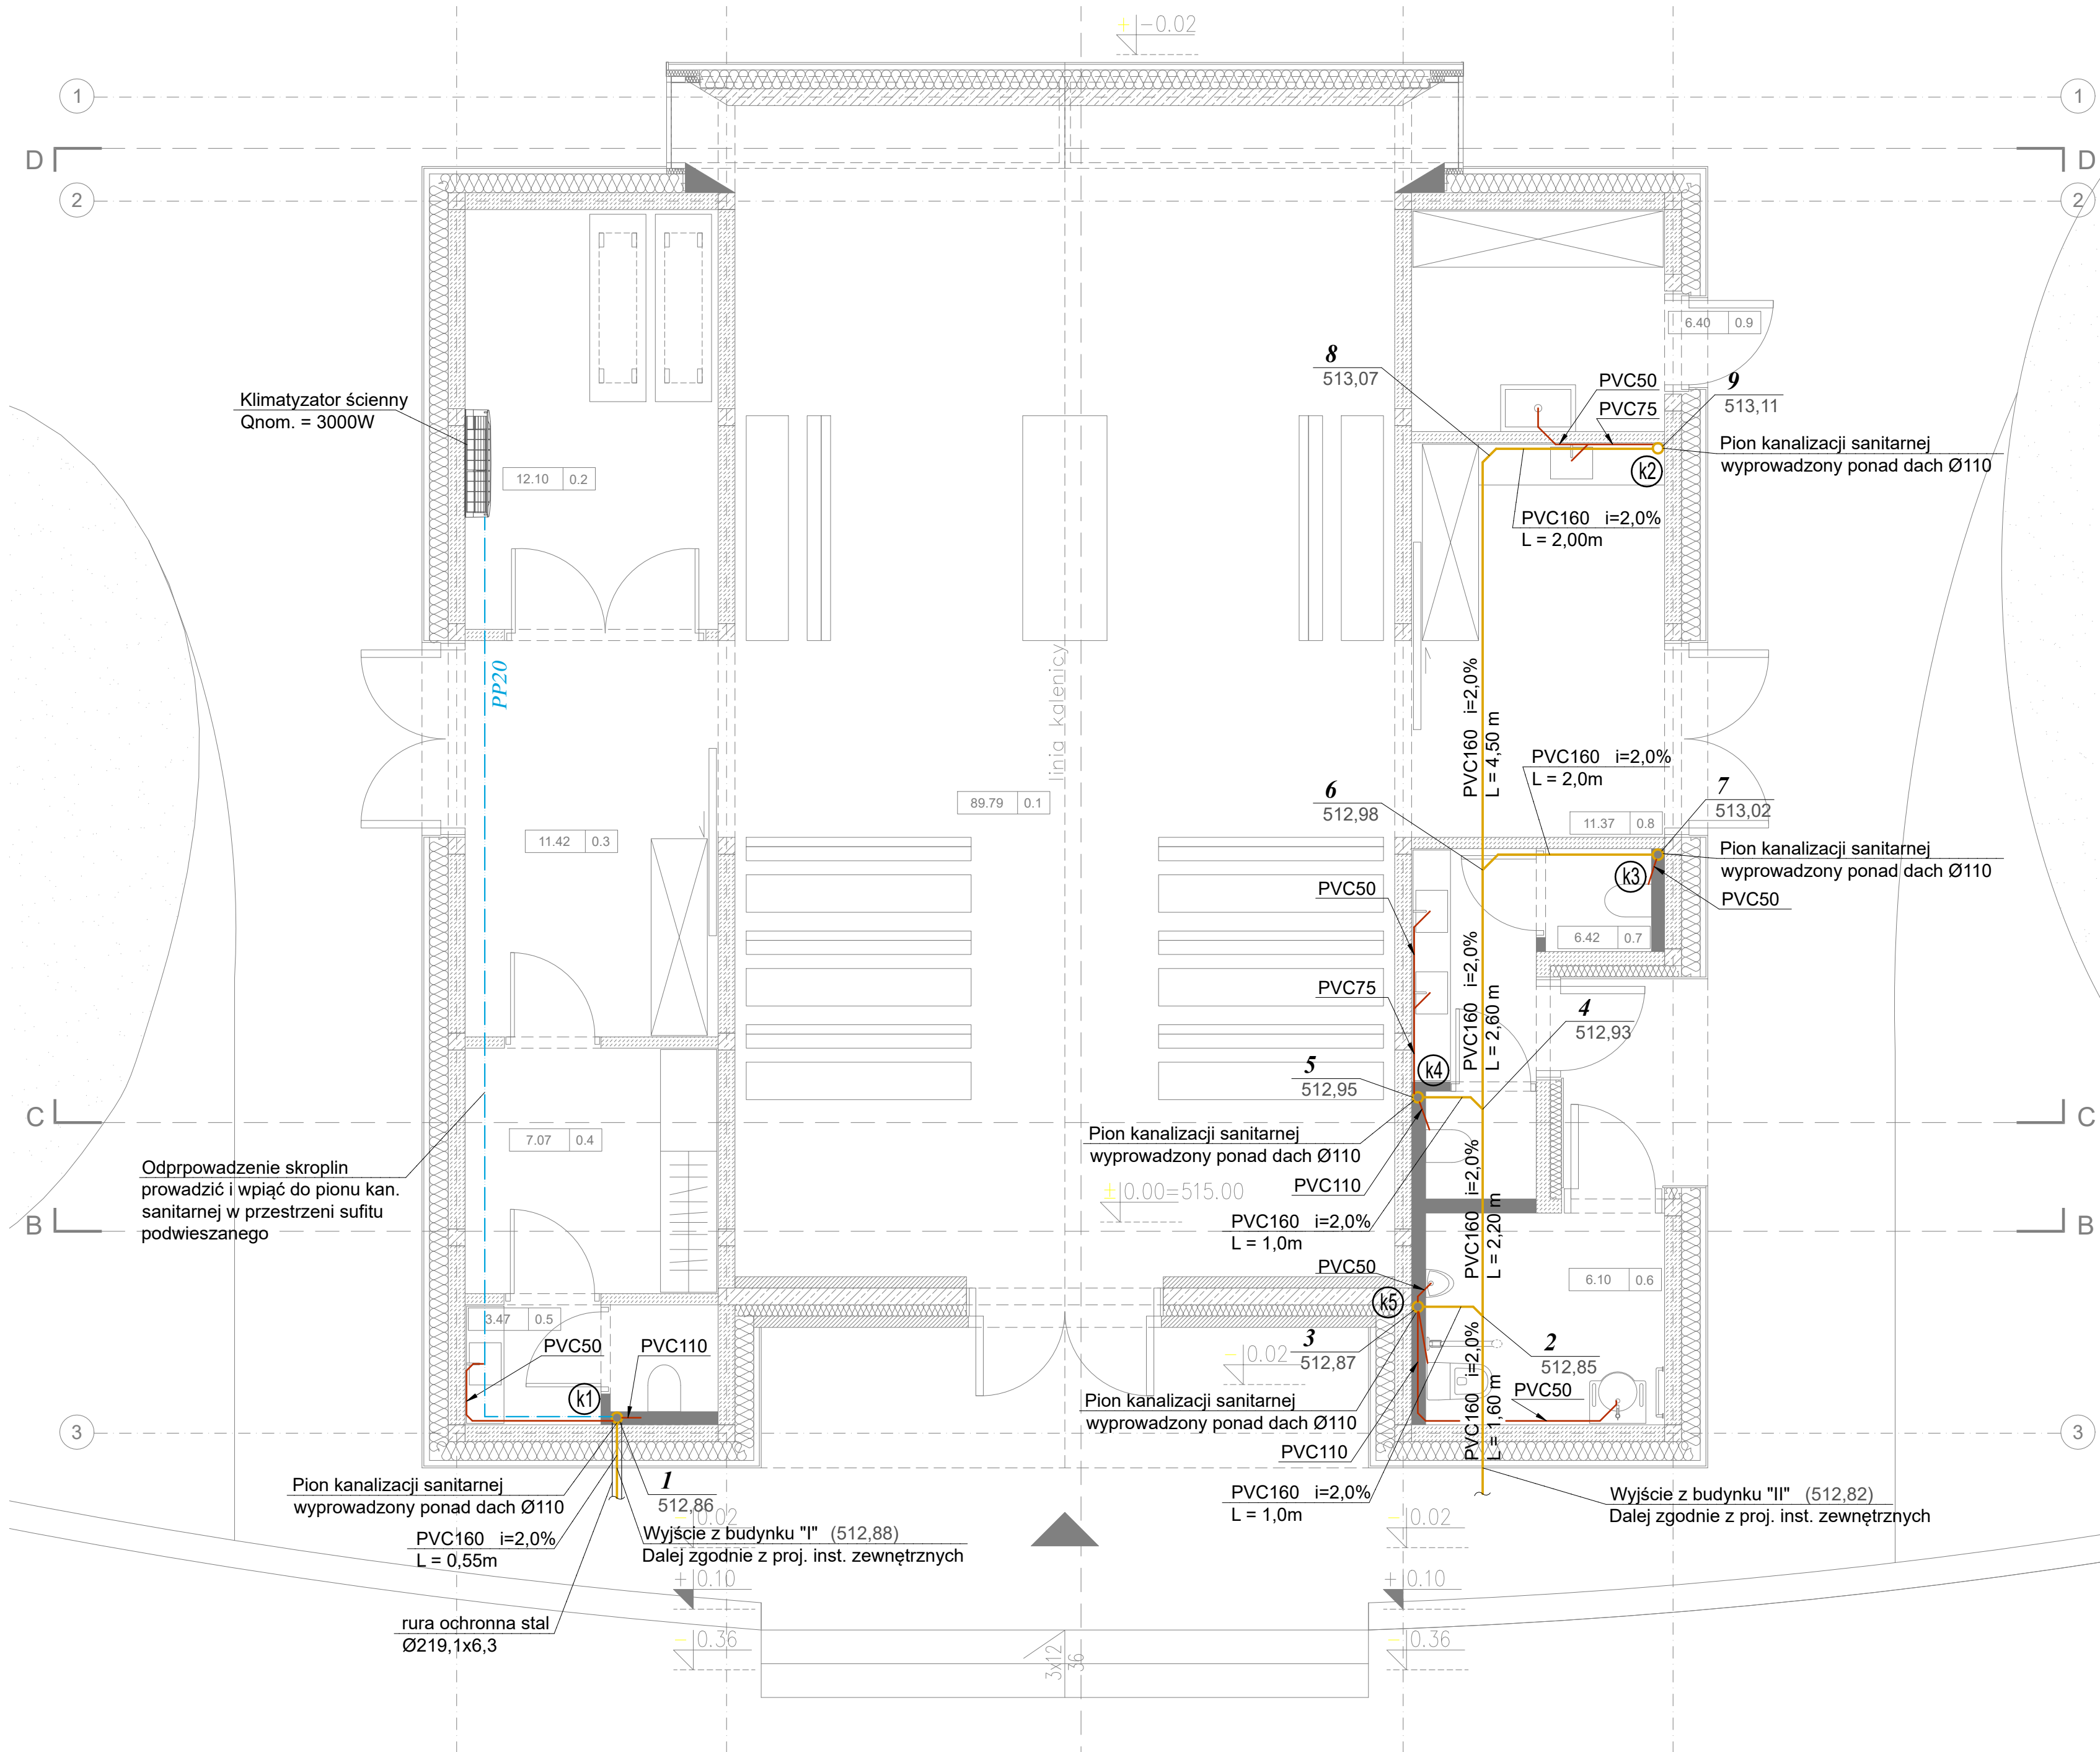 + -0.02
1
1
D
D
2
2
8
513,07
6.40 0.9
PVC50
PVC75
9
513,11
Klimatyzator ścienny
Qnom. = 3000W
Pion kanalizacji sanitarnej
wyprowadzony ponad dach Ø110
k2
12.10 0.2
PVC160 i=2,0%
L = 2,00m
PP20
linia kalenicy
PVC160 i=2,0%
L = 4,50 m
PVC160 i=2,0%
L = 2,0m
6
512,98
7
513,02
89.79 0.1
11.37 0.8
11.42 0.3
Pion kanalizacji sanitarnej
wyprowadzony ponad dach Ø110
k3
PVC50
PVC50
6.42 0.7
PVC75
PVC160 i=2,0%
L = 2,60 m
4
512,93
5
512,95
k4
C
C
7.07 0.4
Pion kanalizacji sanitarnej
wyprowadzony ponad dach Ø110
Odprpowadzenie skroplin
prowadzić i wpiąć do pionu kan.
sanitarnej w przestrzeni sufitu
podwieszanego
PVC110
± 0.00=515.00
PVC160 i=2,0%
L = 2,20 m
B
B
PVC160 i=2,0%
L = 1,0m
PVC50
6.10 0.6
k5
3.47 0.5
PVC50
PVC110
3
512,87
- 0.02
2
512,85
PVC50
k1
PVC160 i=2,0%
L = 1,60 m
Pion kanalizacji sanitarnej
wyprowadzony ponad dach Ø110
3
3
PVC110
Pion kanalizacji sanitarnej
wyprowadzony ponad dach Ø110
1
512,86
PVC160 i=2,0%
L = 1,0m
Wyjście z budynku "II" (512,82)
Dalej zgodnie z proj. inst. zewnętrznych
- 0.02
- 0.02
Wyjście z budynku "I" (512,88)
Dalej zgodnie z proj. inst. zewnętrznych
PVC160 i=2,0%
L = 0,55m
+ 0.10
+ 0.10
rura ochronna stal
Ø219,1x6,3
- 0.36
- 0.36
3x12
36